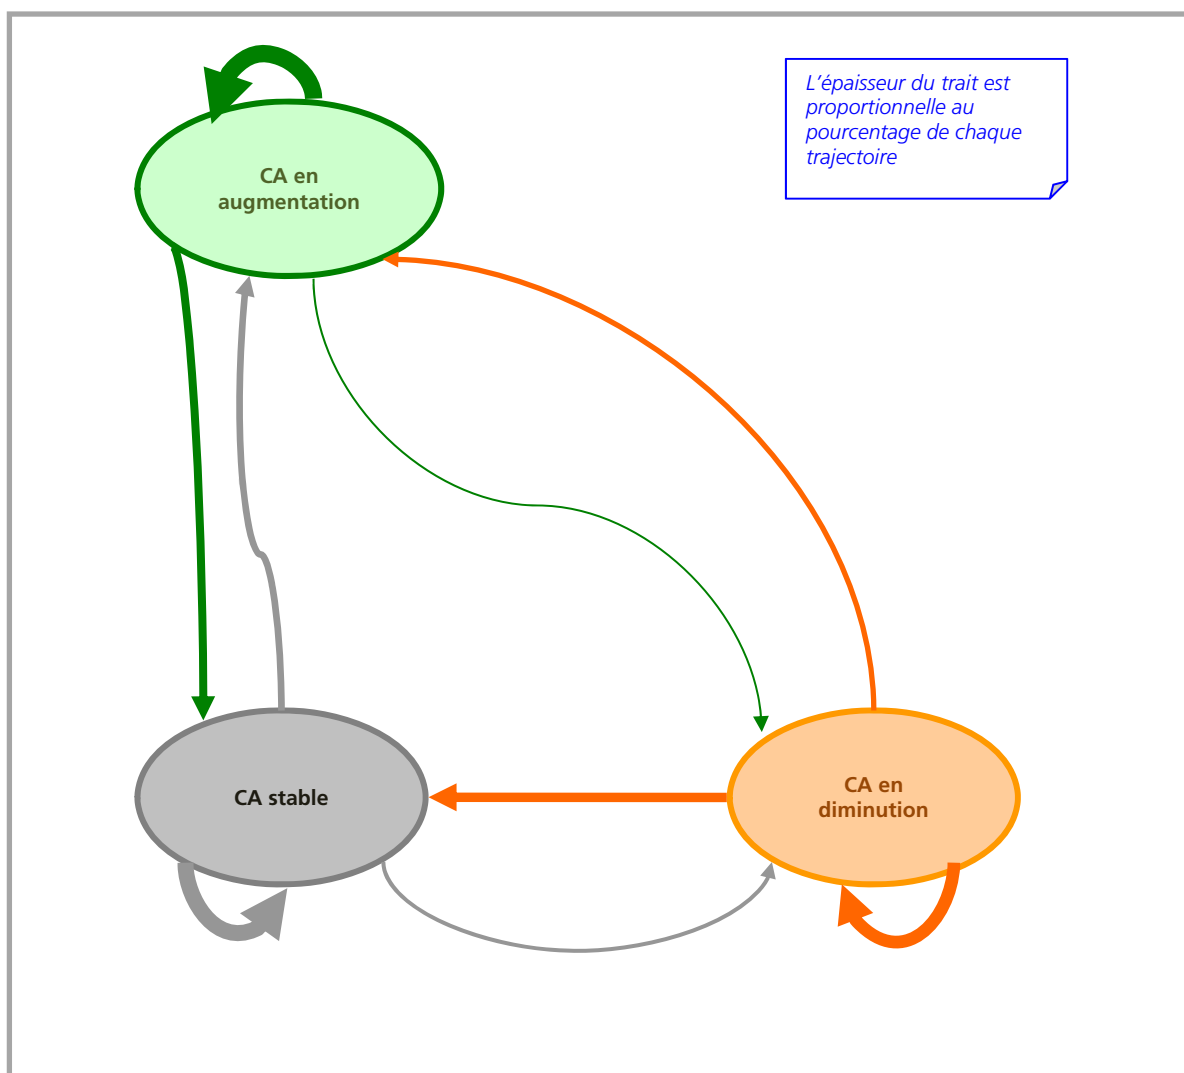 L'épaisseur du trait est
proportionnelle au
pourcentage de chaque
trajectoire
CA en
augmentation
CA stable
CA en
diminution